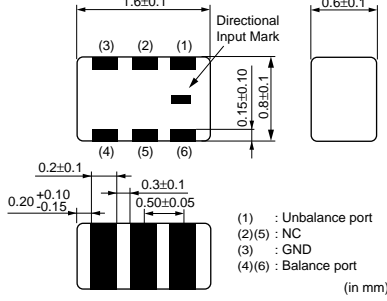 1.6±0.1
0.6±0.1
Directional
Input Mark
(3) (2) (1)
0.15±0.10
0.8±0.1
(4) (5) (6)
0.2±0.1
0.3±0.1
0.20 +0.10 -0.15
0.50±0.05
(1) : Unbalance port
(2)(5) : NC
(3) : GND
(4)(6) : Balance port
(in mm)